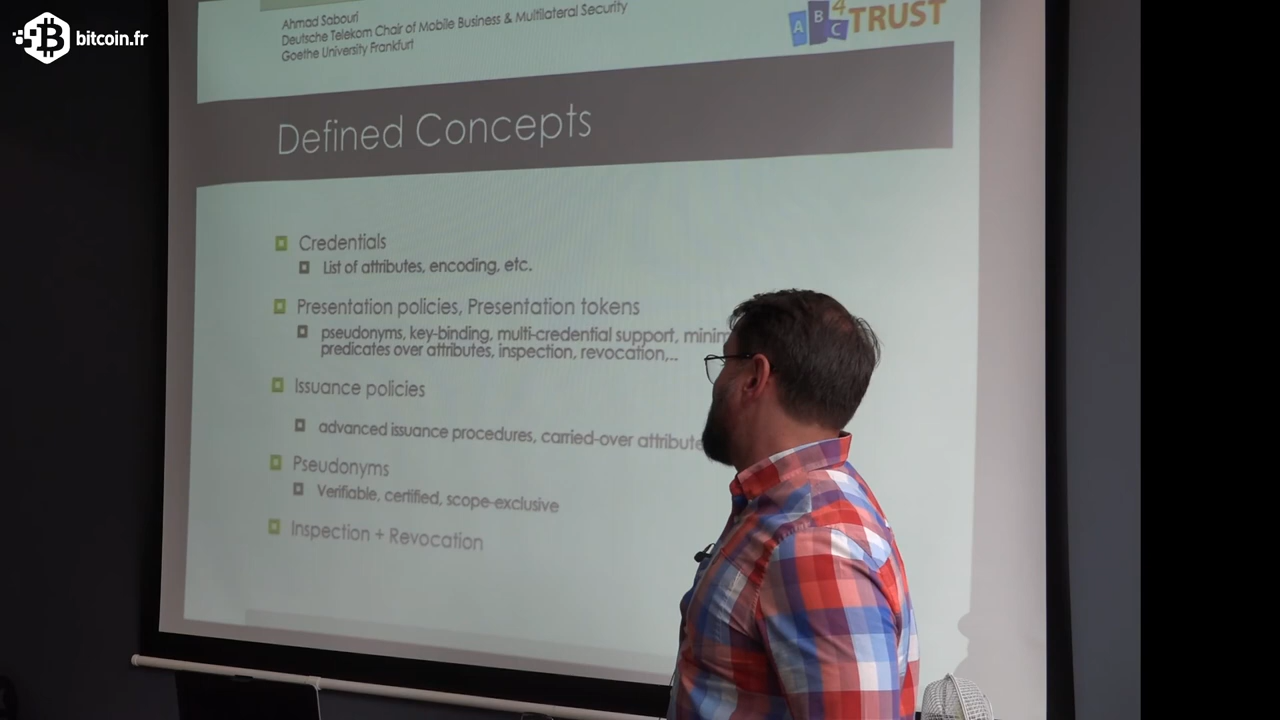 bitcoin.fr
Ahmad Sabouri
Deutsche Telekom Chair of Mobile Business & Multilateral Security
Goethe University Frankfurt
ABC 4 TRUST
Defined Concepts
Credentials
List of attributes, encoding, etc.
Presentation policies, Presentation tokens
pseudonyms, key-binding, multi-credential support,
predicates over attributes, inspection, revocation,...
Issuance policies
advanced issuance procedures, carried-over
Pseudonyms
Verifiable, certified, scope-exclusive
Inspection + Revocation